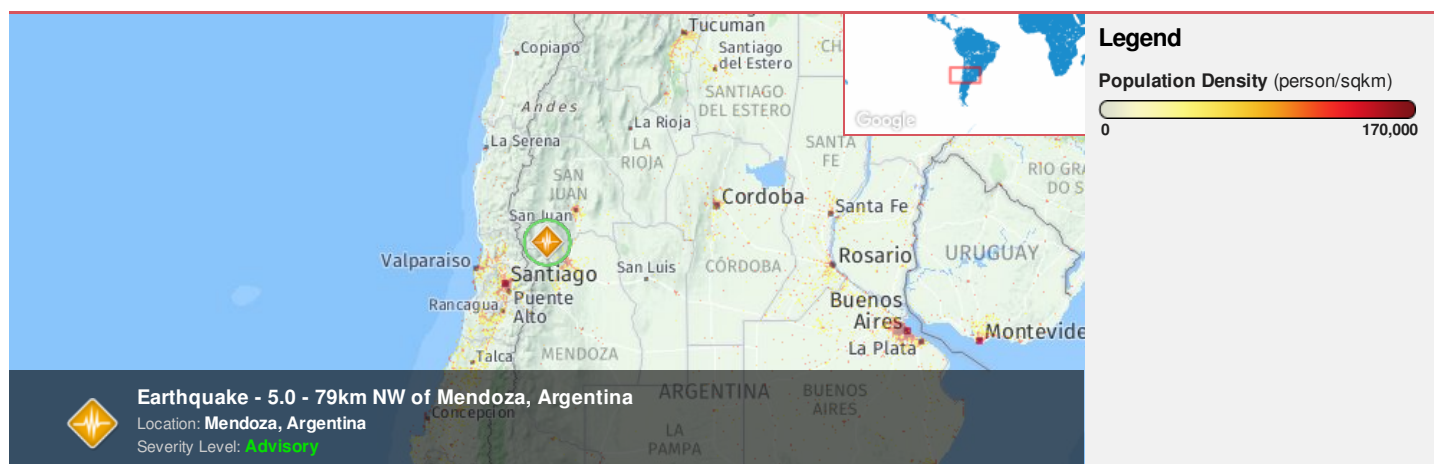 Tucuman
Copiapo
Santiago
del Estero
CH
Andes
SANTIAGO
DEL ESTERO
La Rioja
La Serena
LA
RIOJA
SANTA
FE
RIO GRA
DO S
SAN
JUAN
Cordoba
Santa Fe
San Juan
Valparaiso
Santiago
San Luis
CÓRDOBA
Rosario
URUGUAY
Rancagua
Puente
Alto
Buenos
Aires
Montevide
La Plata
Talca
MENDOZA
ARGENTINA
BUENOS
AIRES
Concepcion
LA
PAMPA
Google
Earthquake - 5.0 - 79km NW of Mendoza, Argentina
Location: Mendoza, Argentina
Severity Level: Advisory
Legend
Population Density (person/sqkm)
0 170,000